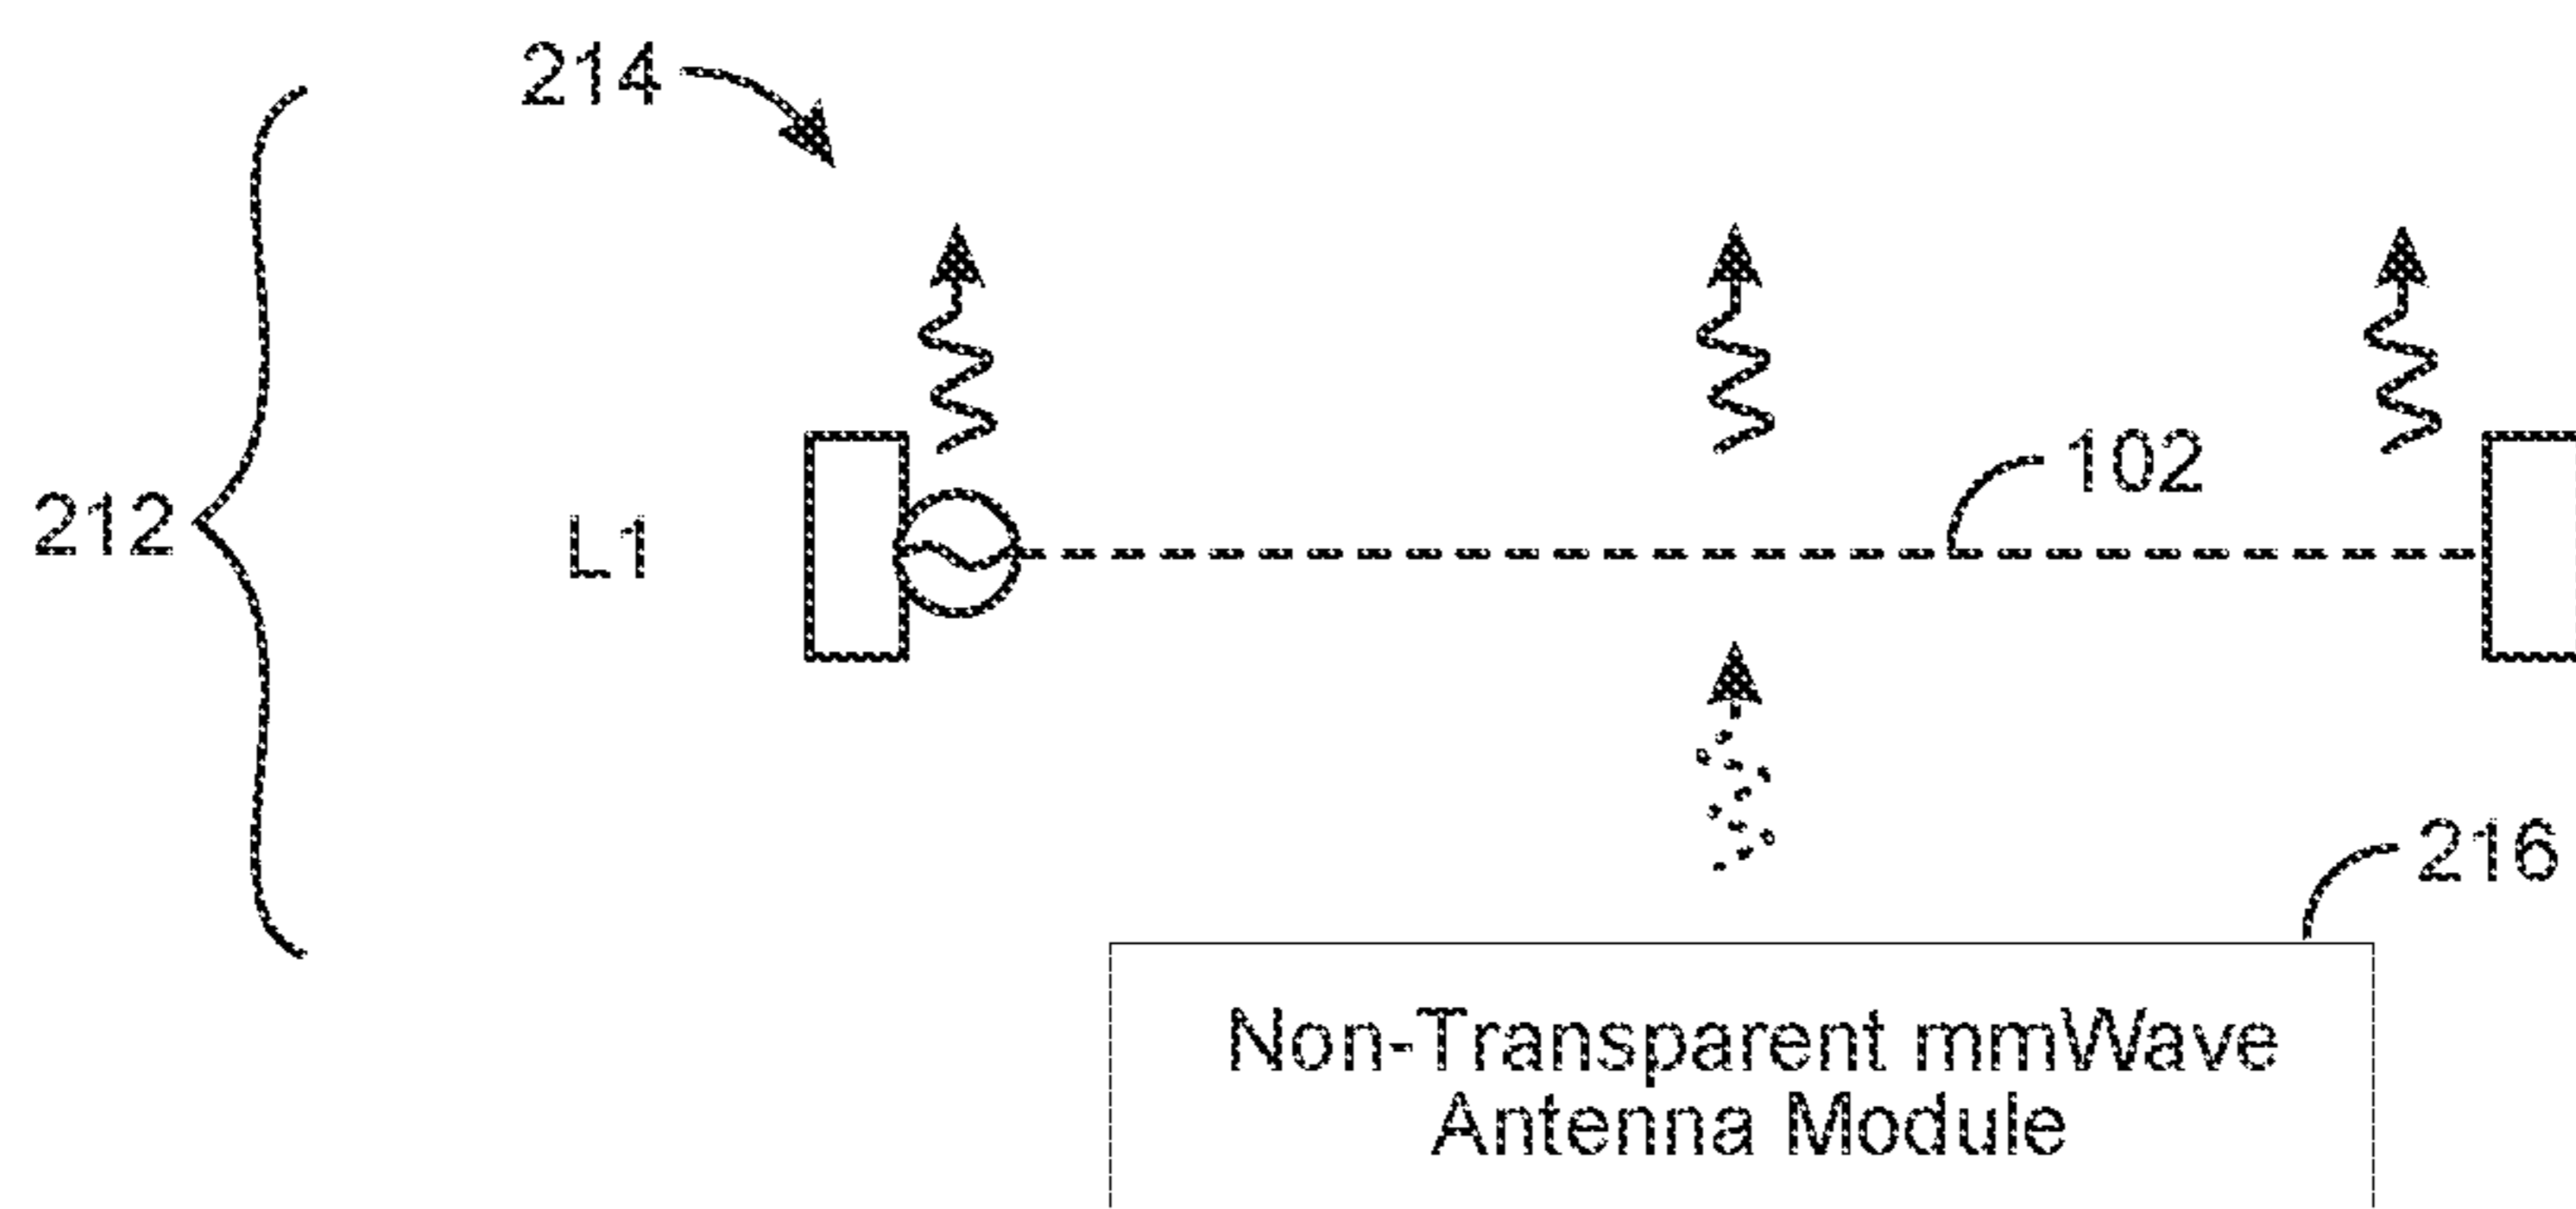 214
102
212
L1
216
Non-Transparent mmWave
Antenna Module